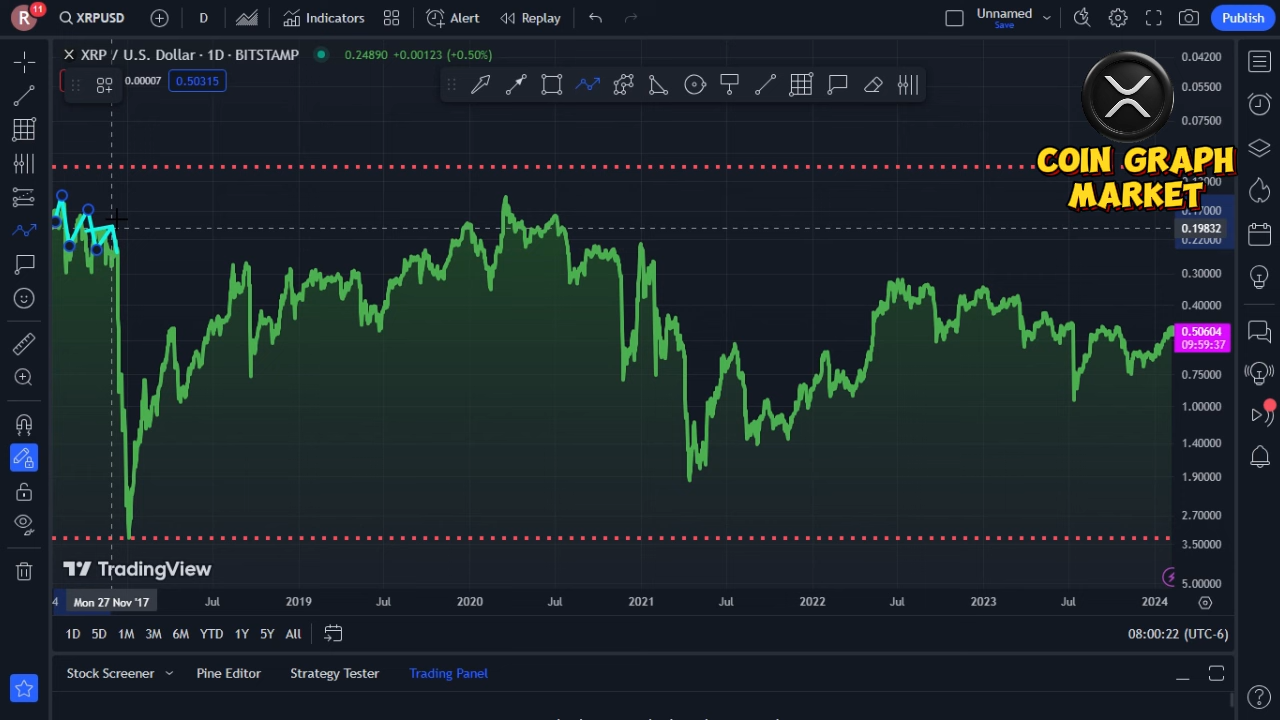 R 11 XRPUSD D Indicators Alert Replay Unnamed Save Publish
XRP / U.S. Dollar · 1D · BITSTAMP 0.24890 +0.00123 (+0.50%)
0.00007 0.50315
COIN GRAPH
MARKET
0.04200
0.05500
0.07500
0.17000
0.19832
0.22000
0.30000
0.40000
0.50604
09:59:37
0.75000
1.00000
1.40000
1.90000
2.70000
3.50000
5.00000
TradingView
4 Mon 27 Nov '17 Jul 2019 Jul 2020 Jul 2021 Jul 2022 Jul 2023 Jul 2024
1D 5D 1M 3M 6M YTD 1Y 5Y All 08:00:22 (UTC-6)
Stock Screener Pine Editor Strategy Tester Trading Panel